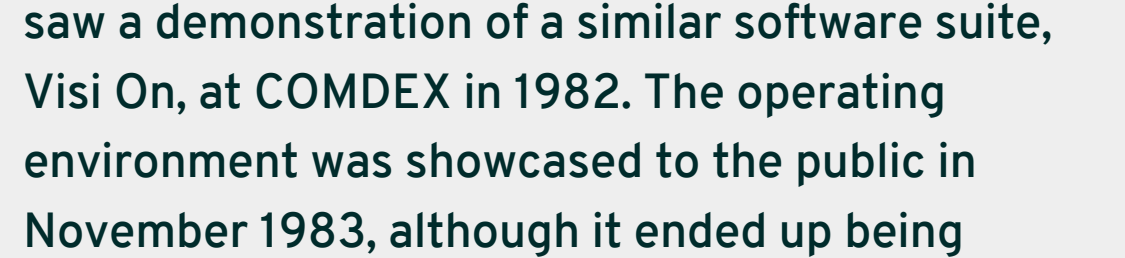 saw a demonstration of a similar software suite,
Visi On, at COMDEX in 1982. The operating
environment was showcased to the public in
November 1983, although it ended up being